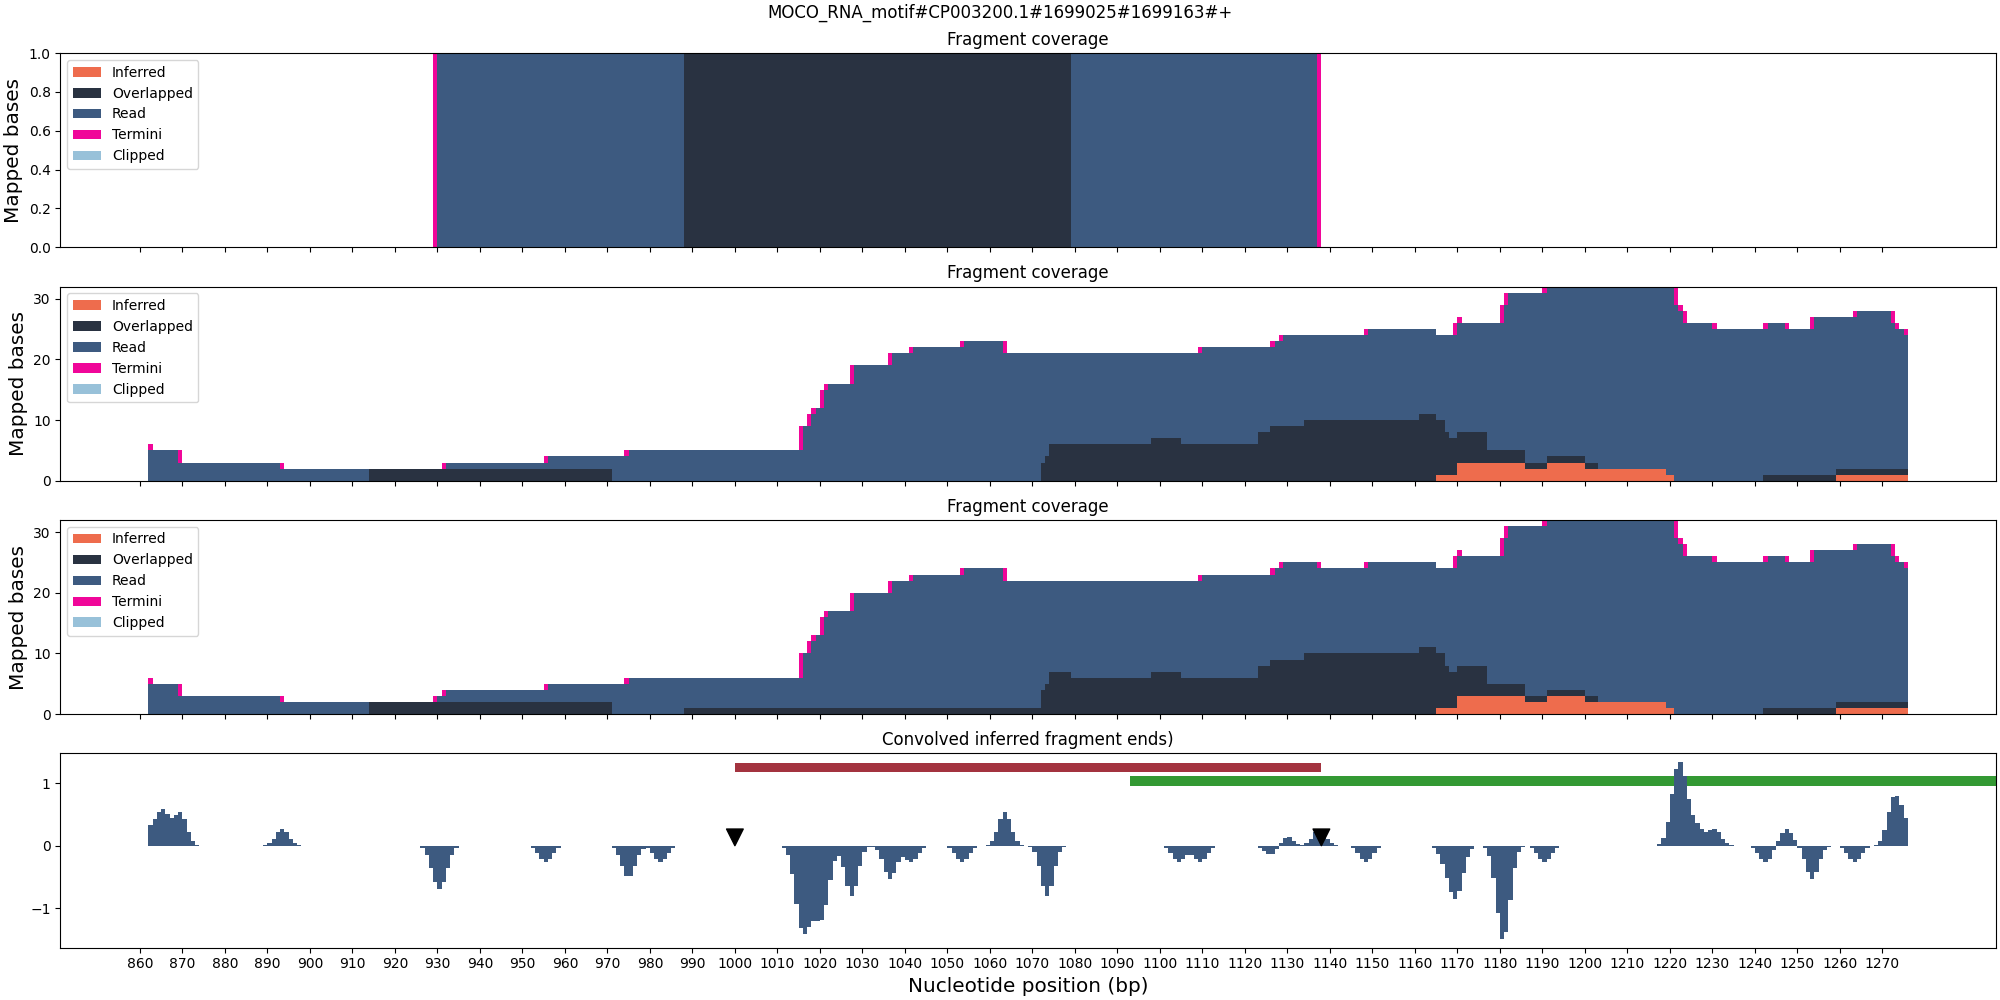 MOCO_RNA_motif#CP003200.1#1699025#1699163#+
Fragment coverage
Mapped bases
1.0
0.8
0.6
0.4
0.2
0.0
Inferred
Overlapped
Read
Termini
Clipped
Fragment coverage
Mapped bases
30
20
10
0
Inferred
Overlapped
Read
Termini
Clipped
Fragment coverage
Mapped bases
30
20
10
0
Inferred
Overlapped
Read
Termini
Clipped
Convolved inferred fragment ends)
1
0
−1
860 870 880 890 900 910 920 930 940 950 960 970 980 990 1000 1010 1020 1030 1040 1050 1060 1070 1080 1090 1100 1110 1120 1130 1140 1150 1160 1170 1180 1190 1200 1210 1220 1230 1240 1250 1260 1270
Nucleotide position (bp)